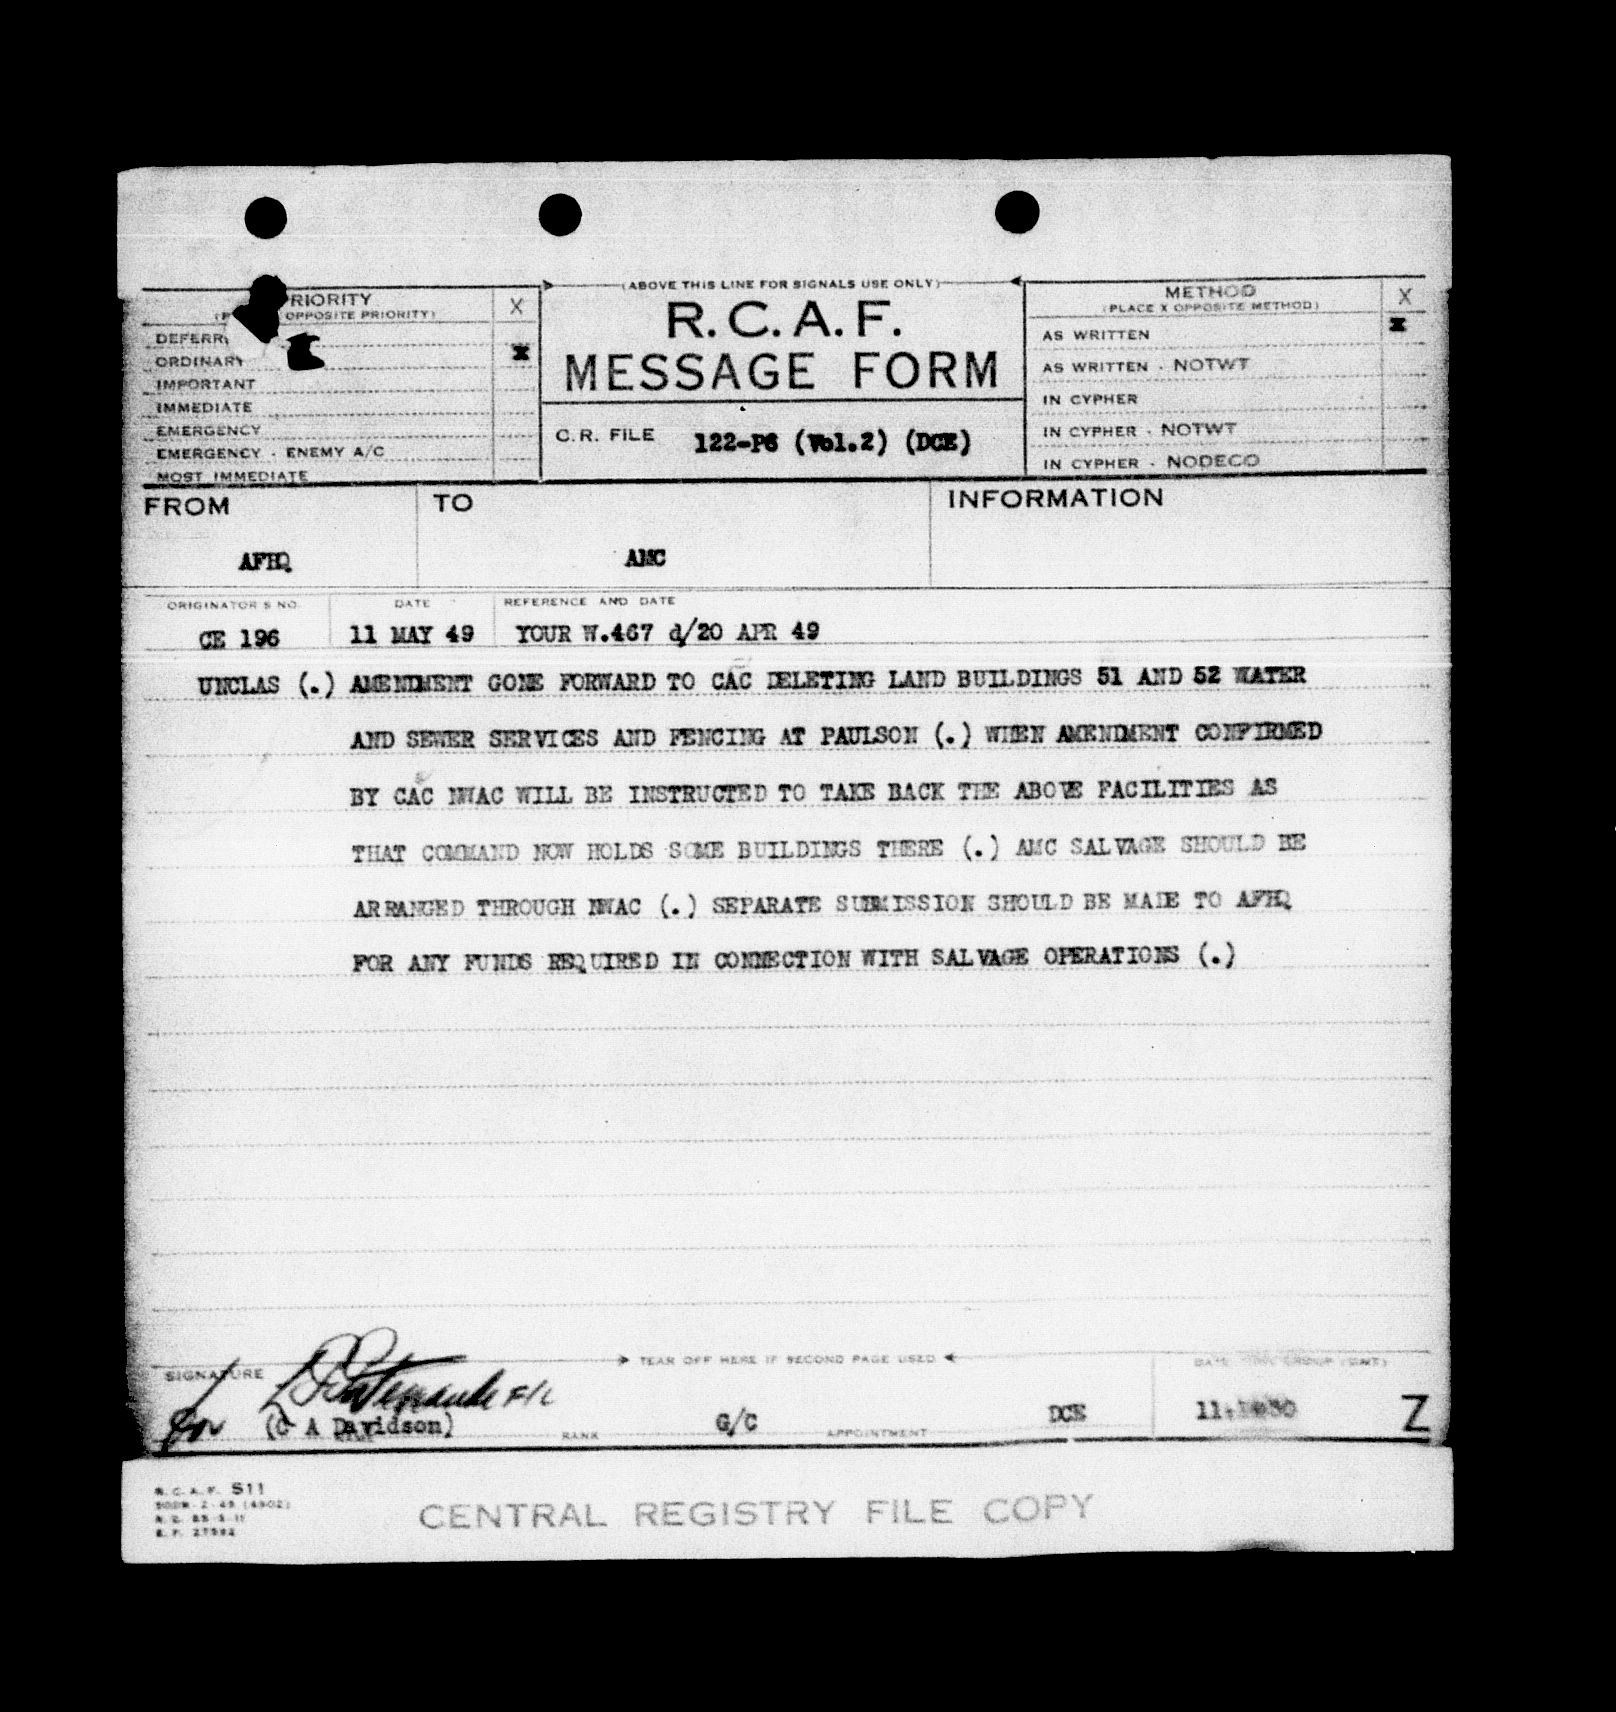 (ABOVE THIS LINE FOR SIGNALS USE ONLY)
RIORITY X
OPPOSITE PRIORITY)
DEFERR
ORDINARY X
IMPORTANT
IMMEDIATE
EMERGENCY
EMERGENCY - ENEMY A/C
MOST IMMEDIATE
R.C.A.F.
MESSAGE FORM
C.R. FILE 122-P6 (Vol.2) (DCE)
METHOD X
(PLACE X OPPOSITE METHOD) X
AS WRITTEN
AS WRITTEN - NOTWT
IN CYPHER
IN CYPHER - NOTWT
IN CYPHER - NODECO
FROM TO INFORMATION
AFHQ AMC
ORIGINATOR'S NO. DATE REFERENCE AND DATE
CE 196 11 MAY 49 YOUR W.467 d/20 APR 49
UNCLAS (.) AMENDMENT GONE FORWARD TO CAC DELETING LAND BUILDINGS 51 AND 52 WATER
AND SEWER SERVICES AND FENCING AT PAULSON (.) WHEN AMENDMENT CONFIRMED
BY CAC NWAC WILL BE INSTRUCTED TO TAKE BACK THE ABOVE FACILITIES AS
THAT COMMAND NOW HOLDS SOME BUILDINGS THERE (.) AMC SALVAGE SHOULD BE
ARRANGED THROUGH NWAC (.) SEPARATE SUBMISSION SHOULD BE MADE TO AFHQ
FOR ANY FUNDS REQUIRED IN CONNECTION WITH SALVAGE OPERATIONS (.)
TEAR OFF HERE IF SECOND PAGE USED
SIGNATURE F/L DATE GROUP (GMT)
for (C A Davidson) G/C DCE Z
NAME RANK APPOINTMENT
R.C.A.F. S11
CENTRAL REGISTRY FILE COPY